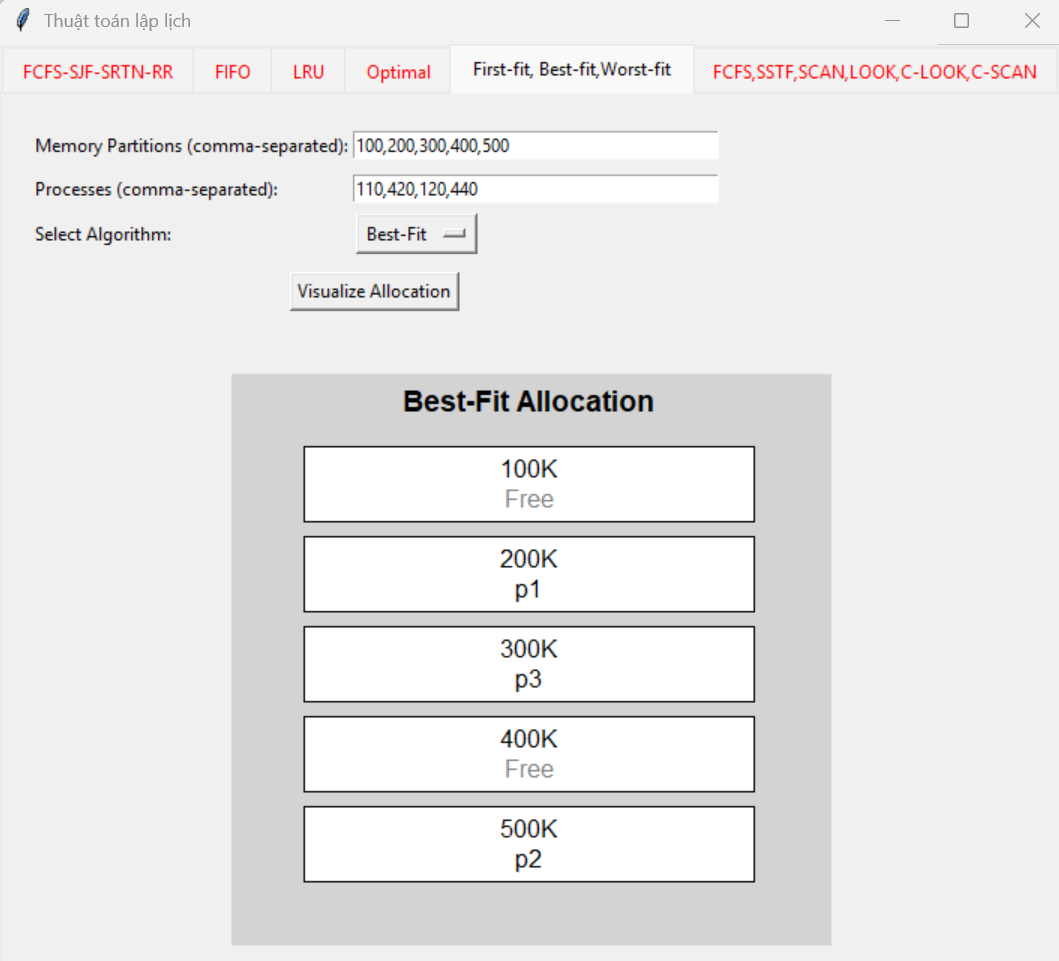 Thuật toán lập lịch
FCFS-SJF-SRTN-RR FIFO LRU Optimal First-fit, Best-fit,Worst-fit FCFS,SSTF,SCAN,LOOK,C-LOOK,C-SCAN
Memory Partitions (comma-separated): 100,200,300,400,500
Processes (comma-separated): 110,420,120,440
Select Algorithm: Best-Fit
Visualize Allocation
Best-Fit Allocation
100K
Free
200K
p1
300K
p3
400K
Free
500K
p2